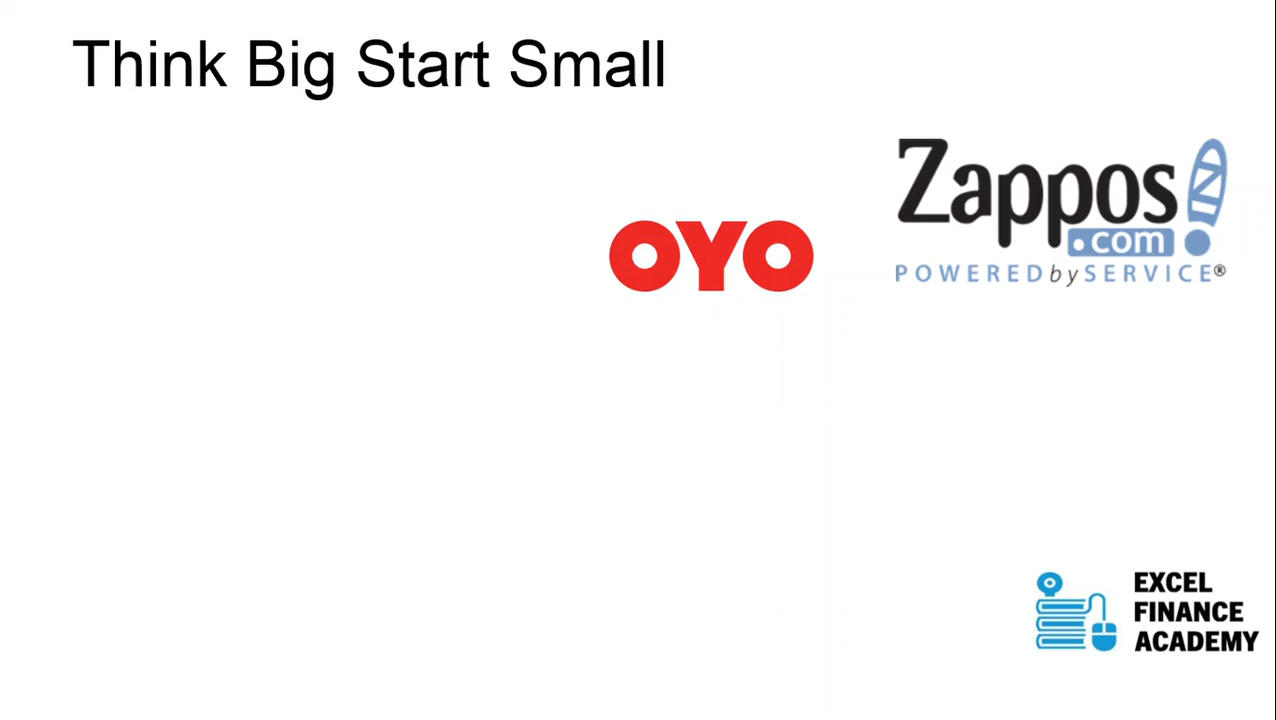 Think Big Start Small
Zappos
.com
POWEREDbySERVICE®
OYO
EXCEL
FINANCE
ACADEMY